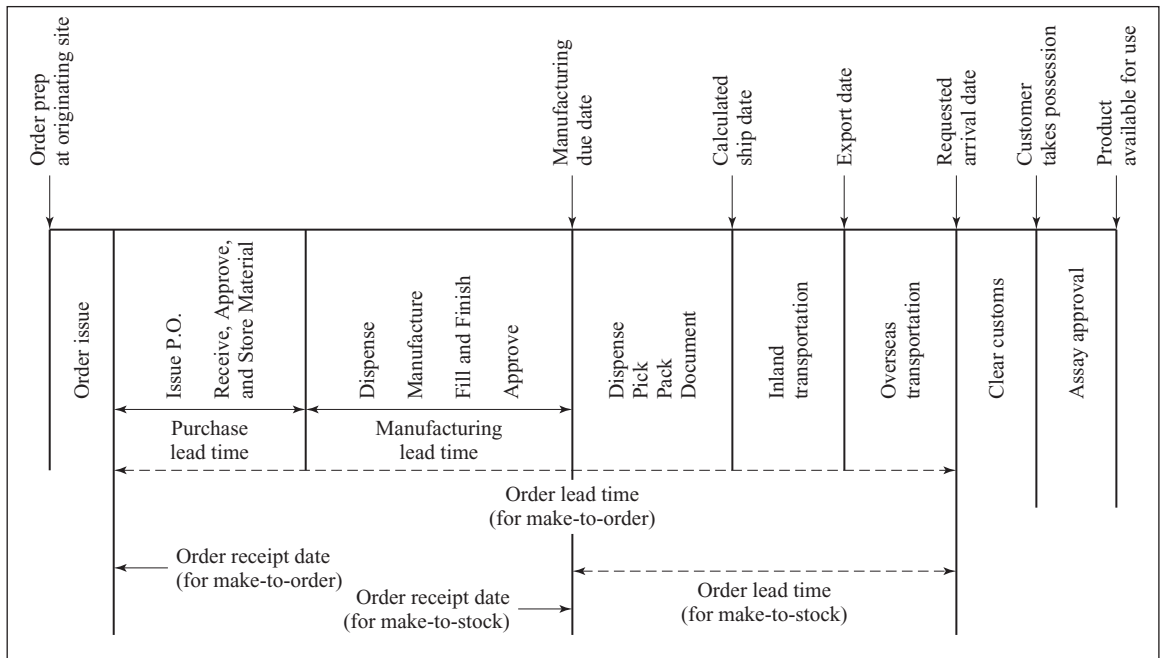 Order prep
at originating site
Manufacturing
due date
Calculated
ship date
Export date
Requested
arrival date
Customer
takes possession
Product
available for use
Order issue
Issue P.O.
Receive, Approve,
and Store Material
Dispense
Manufacture
Fill and Finish
Approve
Dispense
Pick
Pack
Document
Inland
transportation
Overseas
transportation
Clear customs
Assay approval
Purchase
lead time
Manufacturing
lead time
Order lead time
(for make-to-order)
Order receipt date
(for make-to-order)
Order receipt date
(for make-to-stock)
Order lead time
(for make-to-stock)